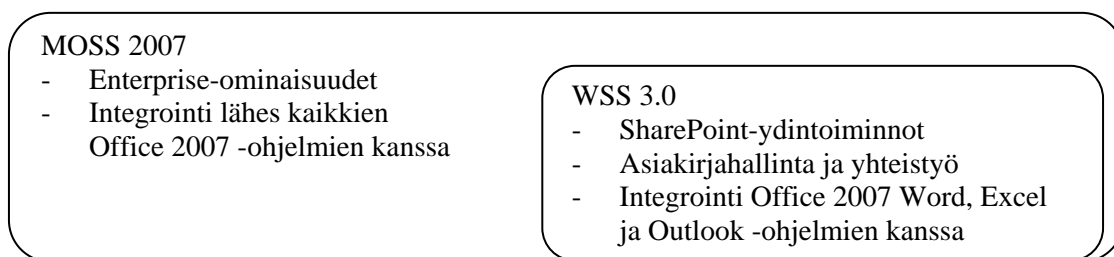 MOSS 2007
- Enterprise-ominaisuudet
- Integrointi lähes kaikkien
Office 2007 -ohjelmien kanssa
WSS 3.0
- SharePoint-ydintoiminnot
- Asiakirjahallinta ja yhteistyö
- Integrointi Office 2007 Word, Excel
ja Outlook -ohjelmien kanssa